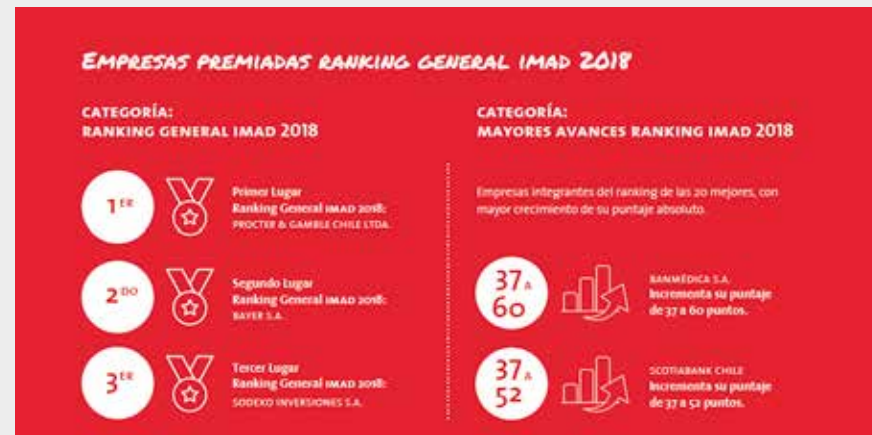 EMPRESAS PREMIADAS RANKING GENERAL IMAD 2018
CATEGORÍA:
RANKING GENERAL IMAD 2018
1ER
Primer Lugar
Ranking General IMAD 2018:
PROCTER & GAMBLE CHILE LTDA.
2DO
Segundo Lugar
Ranking General IMAD 2018:
BAYER S.A.
3ER
Tercer Lugar
Ranking General IMAD 2018:
SODEXO INVERSIONES S.A.
CATEGORÍA:
MAYORES AVANCES RANKING IMAD 2018
Empresas integrantes del ranking de las 20 mejores, con
mayor crecimiento de su puntaje absoluto.
37 A
60
BANMÉDICA S.A.
Incrementa su puntaje
de 37 a 60 puntos.
37 A
52
SCOTIABANK CHILE
Incrementa su puntaje
de 37 a 52 puntos.